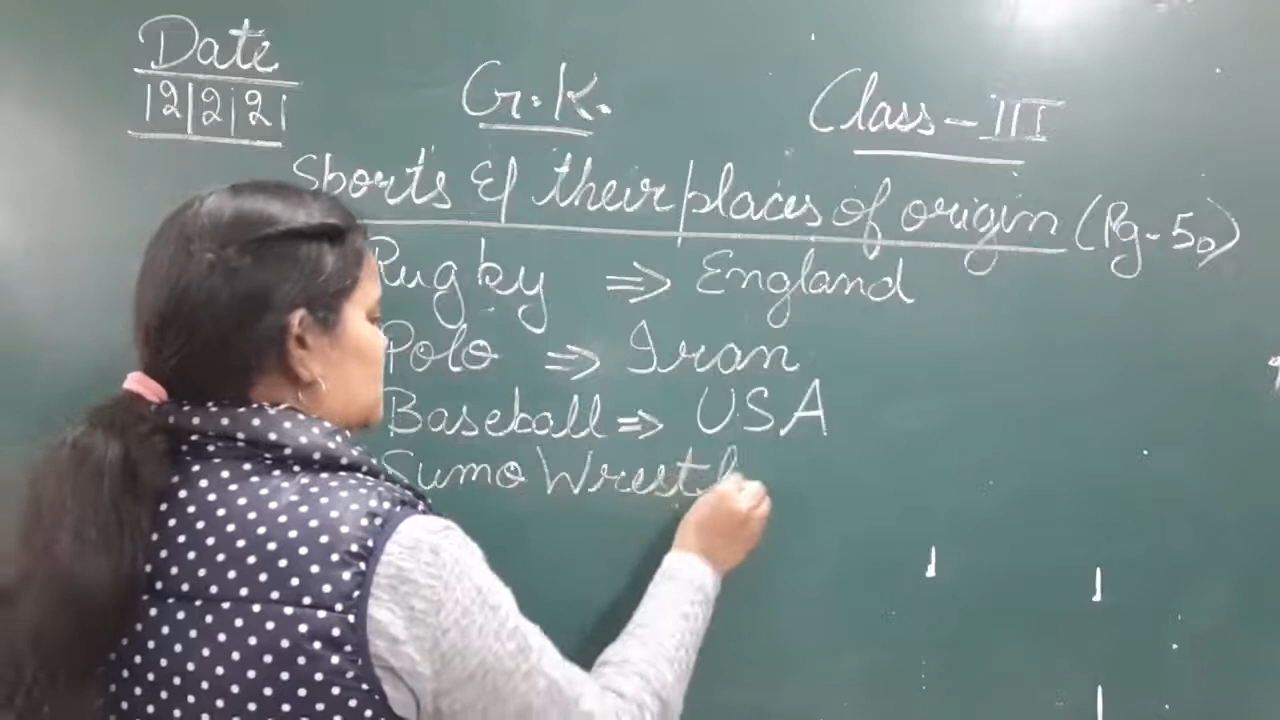 Date
12|2|21
G.K.
Class - III
Sports & their places of origin (Pg-50)
Rugby ⇒ England
Polo ⇒ Iran
Baseball ⇒ USA
Sumo Wrestl